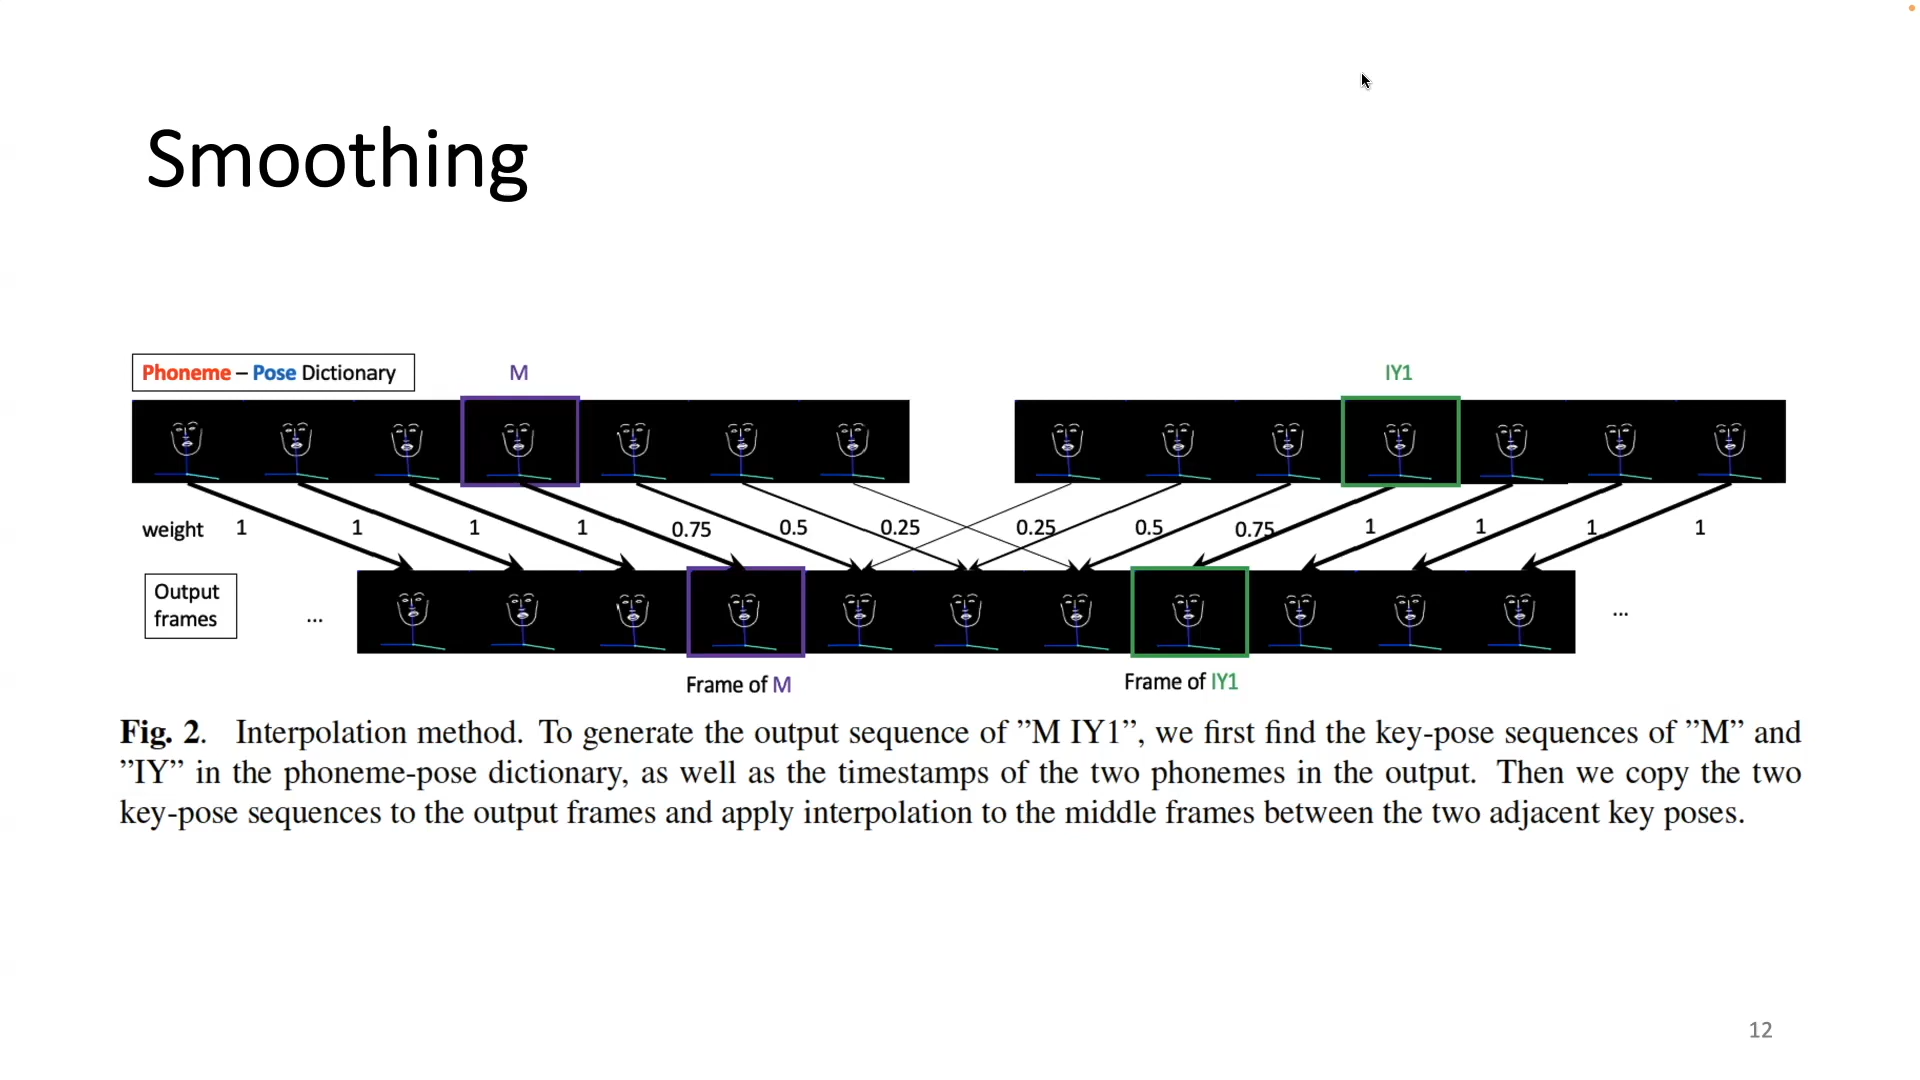 Smoothing
Phoneme – Pose Dictionary
M
IY1
weight 1 1 1 1 0.75 0.5 0.25 0.25 0.5 0.75 1 1 1 1
Output
frames
...
...
Frame of M
Frame of IY1
Fig. 2. Interpolation method. To generate the output sequence of ”M IY1”, we first find the key-pose sequences of ”M” and
”IY” in the phoneme-pose dictionary, as well as the timestamps of the two phonemes in the output. Then we copy the two
key-pose sequences to the output frames and apply interpolation to the middle frames between the two adjacent key poses.
12